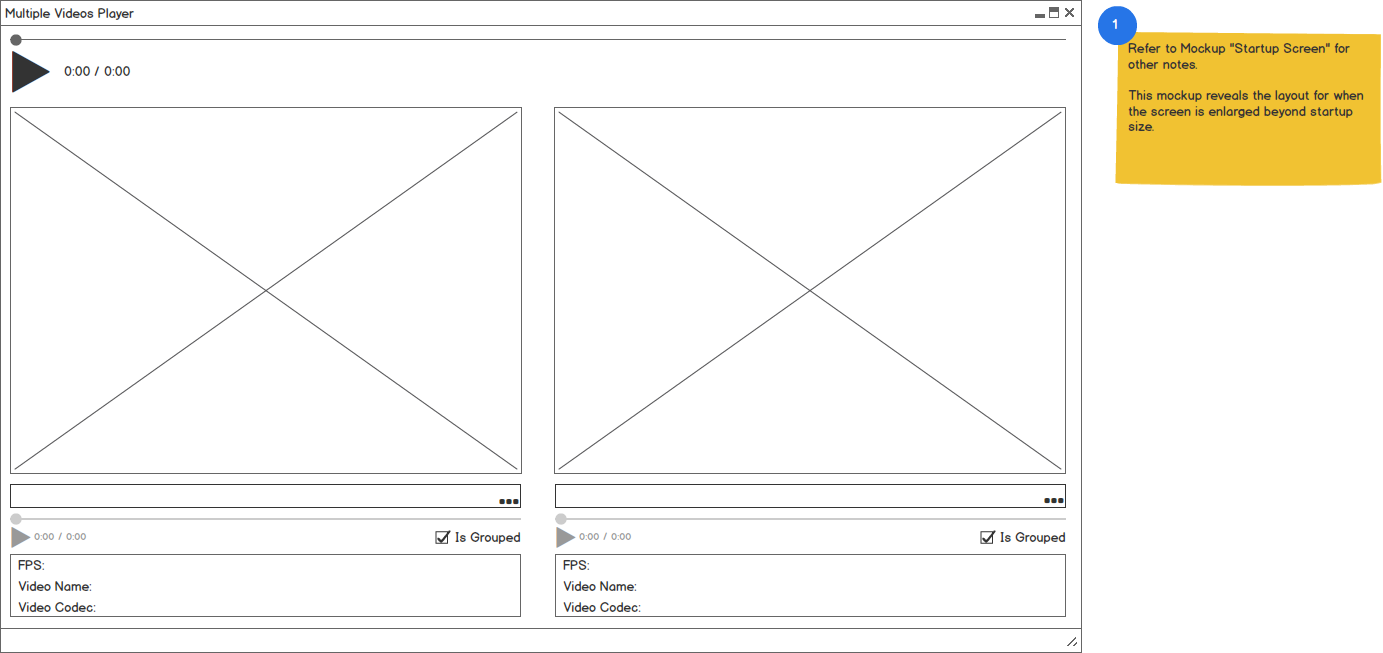 Multiple Videos Player
0:00 / 0:00
0:00 / 0:00
Is Grouped
FPS:
Video Name:
Video Codec:
0:00 / 0:00
Is Grouped
FPS:
Video Name:
Video Codec:
1
Refer to Mockup "Startup Screen" for
other notes.
This mockup reveals the layout for when
the screen is enlarged beyond startup
size.